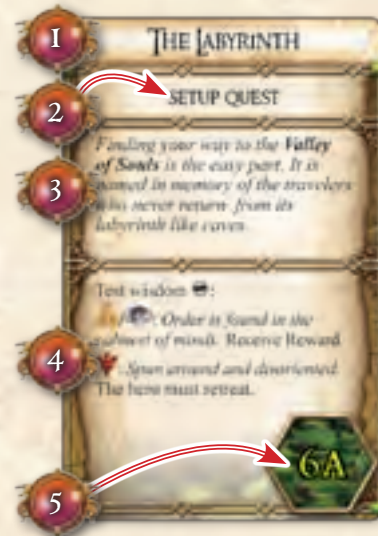 1
THE LABYRINTH
2
SETUP QUEST
3
Finding your way to the Valley
of Souls is the easy part. It is
named in memory of the travelers
who never return from its
labyrinth like caves.
4
Test wisdom :
: Order is found in the
calmest of minds. Receive Reward
: Spun around and disoriented.
The hero must retreat.
5
6A